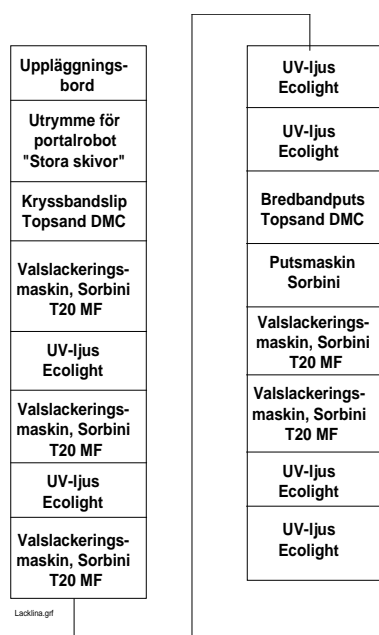 Uppläggnings-
bord
Utrymme för
portalrobot
"Stora skivor"
Kryssbandslip
Topsand DMC
Valslackerings-
maskin, Sorbini
T20 MF
UV-ljus
Ecolight
Valslackerings-
maskin, Sorbini
T20 MF
UV-ljus
Ecolight
Valslackerings-
maskin, Sorbini
T20 MF
Lacklina.grf
UV-ljus
Ecolight
UV-ljus
Ecolight
Bredbandputs
Topsand DMC
Putsmaskin
Sorbini
Valslackerings-
maskin, Sorbini
T20 MF
Valslackerings-
maskin, Sorbini
T20 MF
UV-ljus
Ecolight
UV-ljus
Ecolight